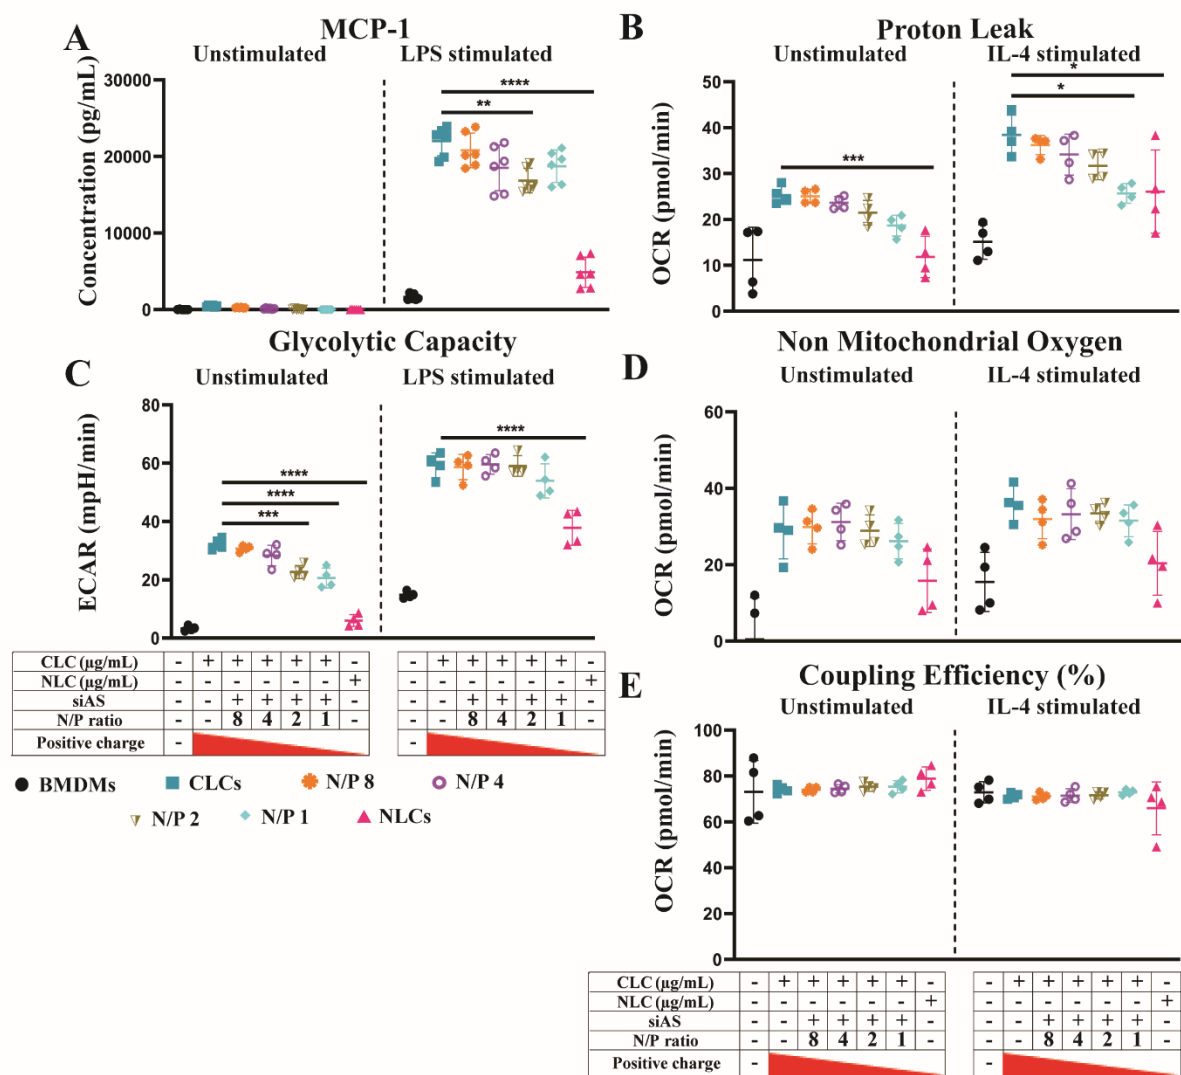 A
MCP-1
Unstimulated
LPS stimulated
Concentration (pg/mL)
30000
20000
10000
0
****
**
B
Proton Leak
Unstimulated
IL-4 stimulated
OCR (pmol/min)
50
40
30
20
10
0
***
*
*
C
Glycolytic Capacity
Unstimulated
LPS stimulated
ECAR (mpH/min)
80
60
40
20
0
****
****
***
****
D
Non Mitochondrial Oxygen
Unstimulated
IL-4 stimulated
OCR (pmol/min)
60
40
20
0
CLC (µg/mL) - + + + + + - - + + + + + -
NLC (µg/mL) - - - - - - + - - - - - - +
siAS - - + + + + - - - + + + + -
N/P ratio - - 8 4 2 1 - - - 8 4 2 1 -
Positive charge - -
BMDMs CLCs N/P 8 N/P 4
N/P 2 N/P 1 NLCs
E
Coupling Efficiency (%)
Unstimulated
IL-4 stimulated
OCR (pmol/min)
100
80
60
40
20
0
CLC (µg/mL) - + + + + + - - + + + + + -
NLC (µg/mL) - - - - - - + - - - - - - +
siAS - - + + + + - - - + + + + -
N/P ratio - - 8 4 2 1 - - - 8 4 2 1 -
Positive charge - -